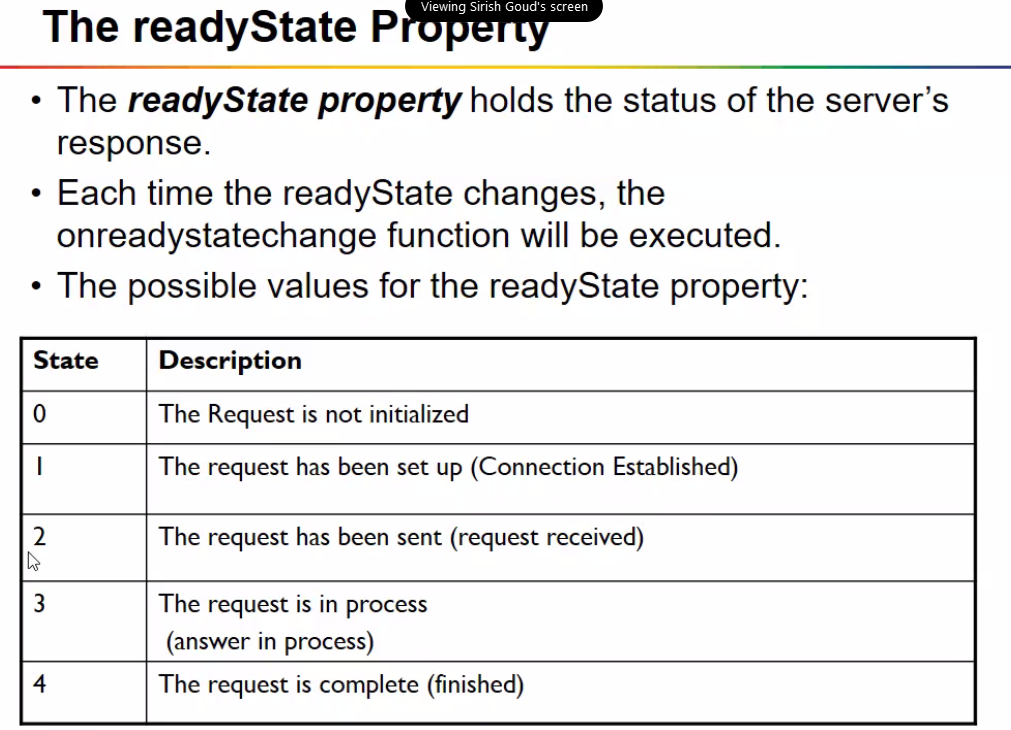 Viewing Sirish Goud's screen
The readyState Property
• The readyState property holds the status of the server’s
response.
• Each time the readyState changes, the
onreadystatechange function will be executed.
• The possible values for the readyState property:
State Description
0 The Request is not initialized
1 The request has been set up (Connection Established)
2 The request has been sent (request received)
3 The request is in process
(answer in process)
4 The request is complete (finished)